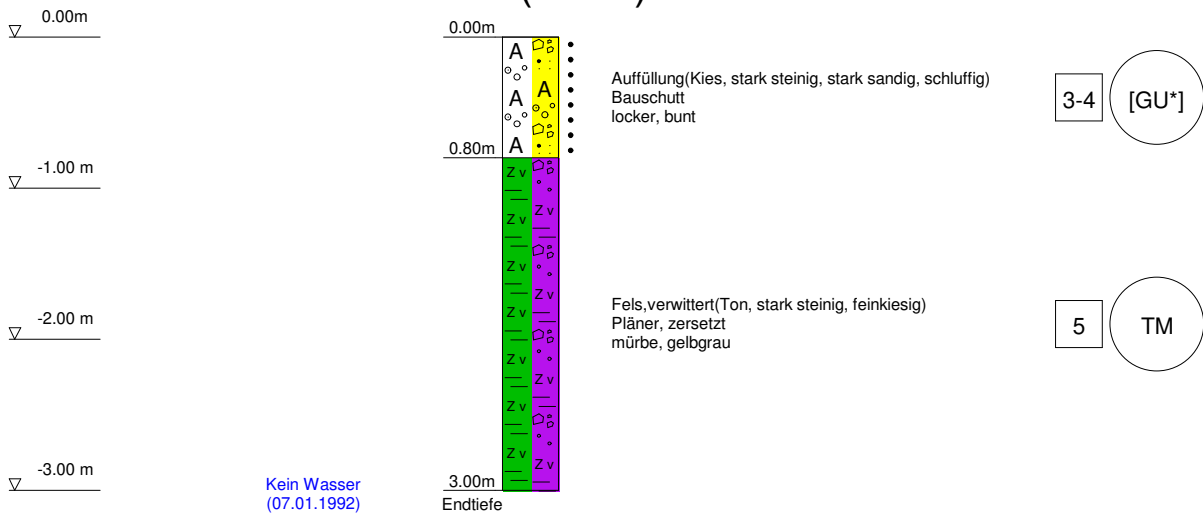 0.00m
0.00m
A
A
A
A
Auffüllung(Kies, stark steinig, stark sandig, schluffig)
Bauschutt
locker, bunt
3-4
[GU*]
0.80m
-1.00 m
Z v
Z v
Z v
Z v
Z v
Z v
Z v
Z v
Z v
Z v
Z v
Fels,verwittert(Ton, stark steinig, feinkiesig)
Pläner, zersetzt
mürbe, gelbgrau
5
TM
-2.00 m
-3.00 m
Kein Wasser
(07.01.1992)
3.00m
Endtiefe